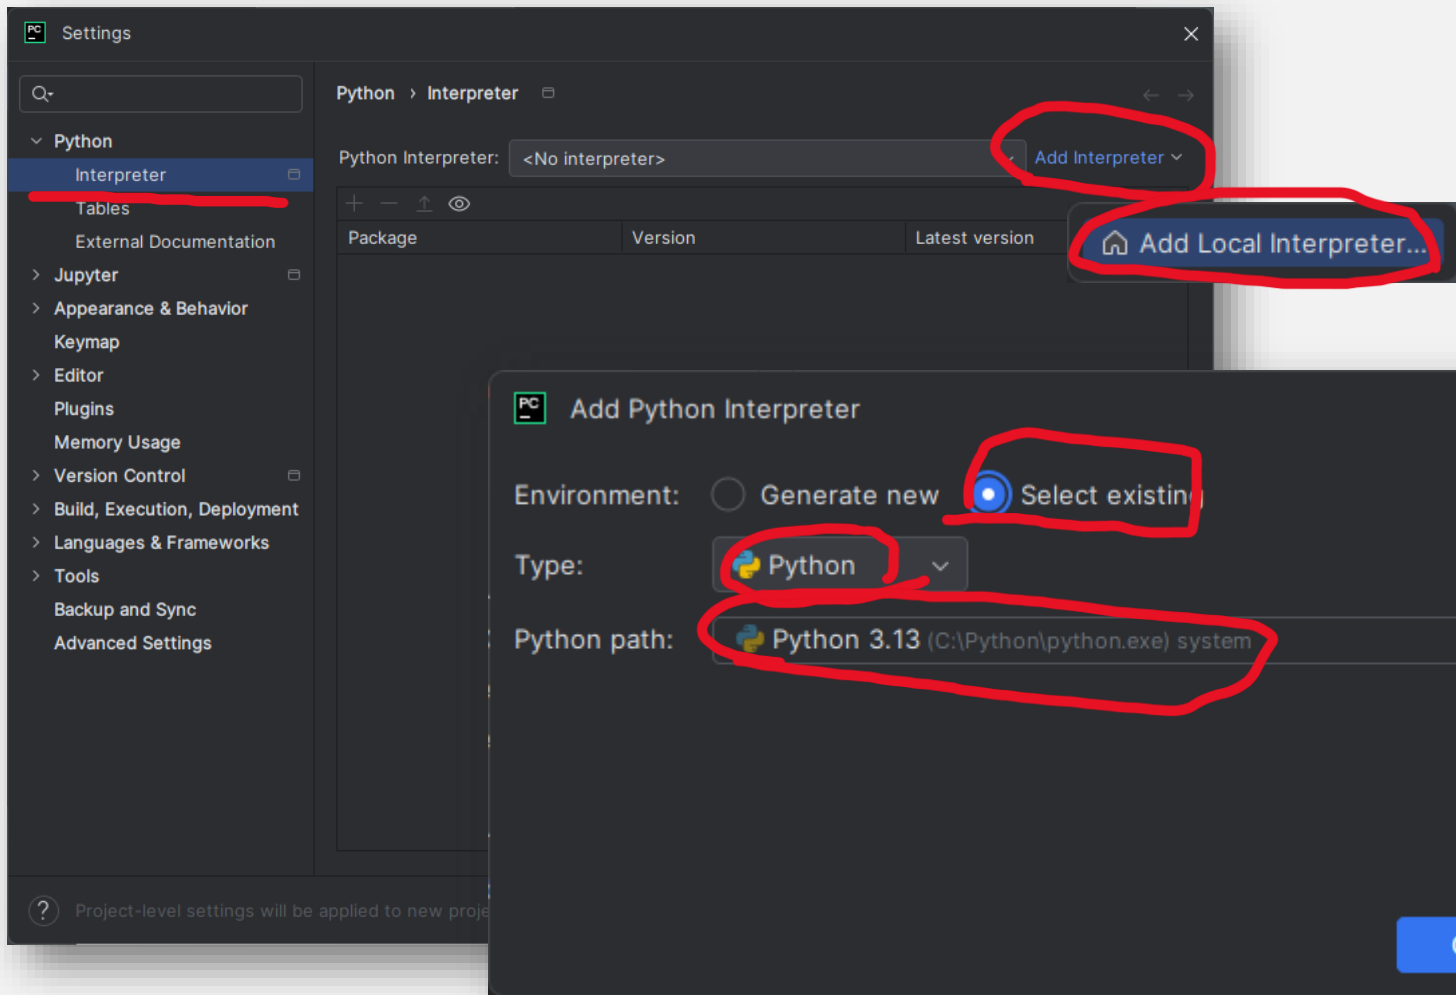 PC Settings
Python › Interpreter
Python
Python Interpreter: <No interpreter> Add Interpreter
Interpreter
Tables
Package Version Latest version
Add Local Interpreter...
External Documentation
Jupyter
Appearance & Behavior
Keymap
Editor
Plugins
Memory Usage
Version Control
Build, Execution, Deployment
Languages & Frameworks
Tools
Backup and Sync
Advanced Settings
? Project-level settings will be applied to new
PC Add Python Interpreter
Environment: Generate new Select existing
Type: Python
Python path: Python 3.13 (C:\Python\python.exe) system